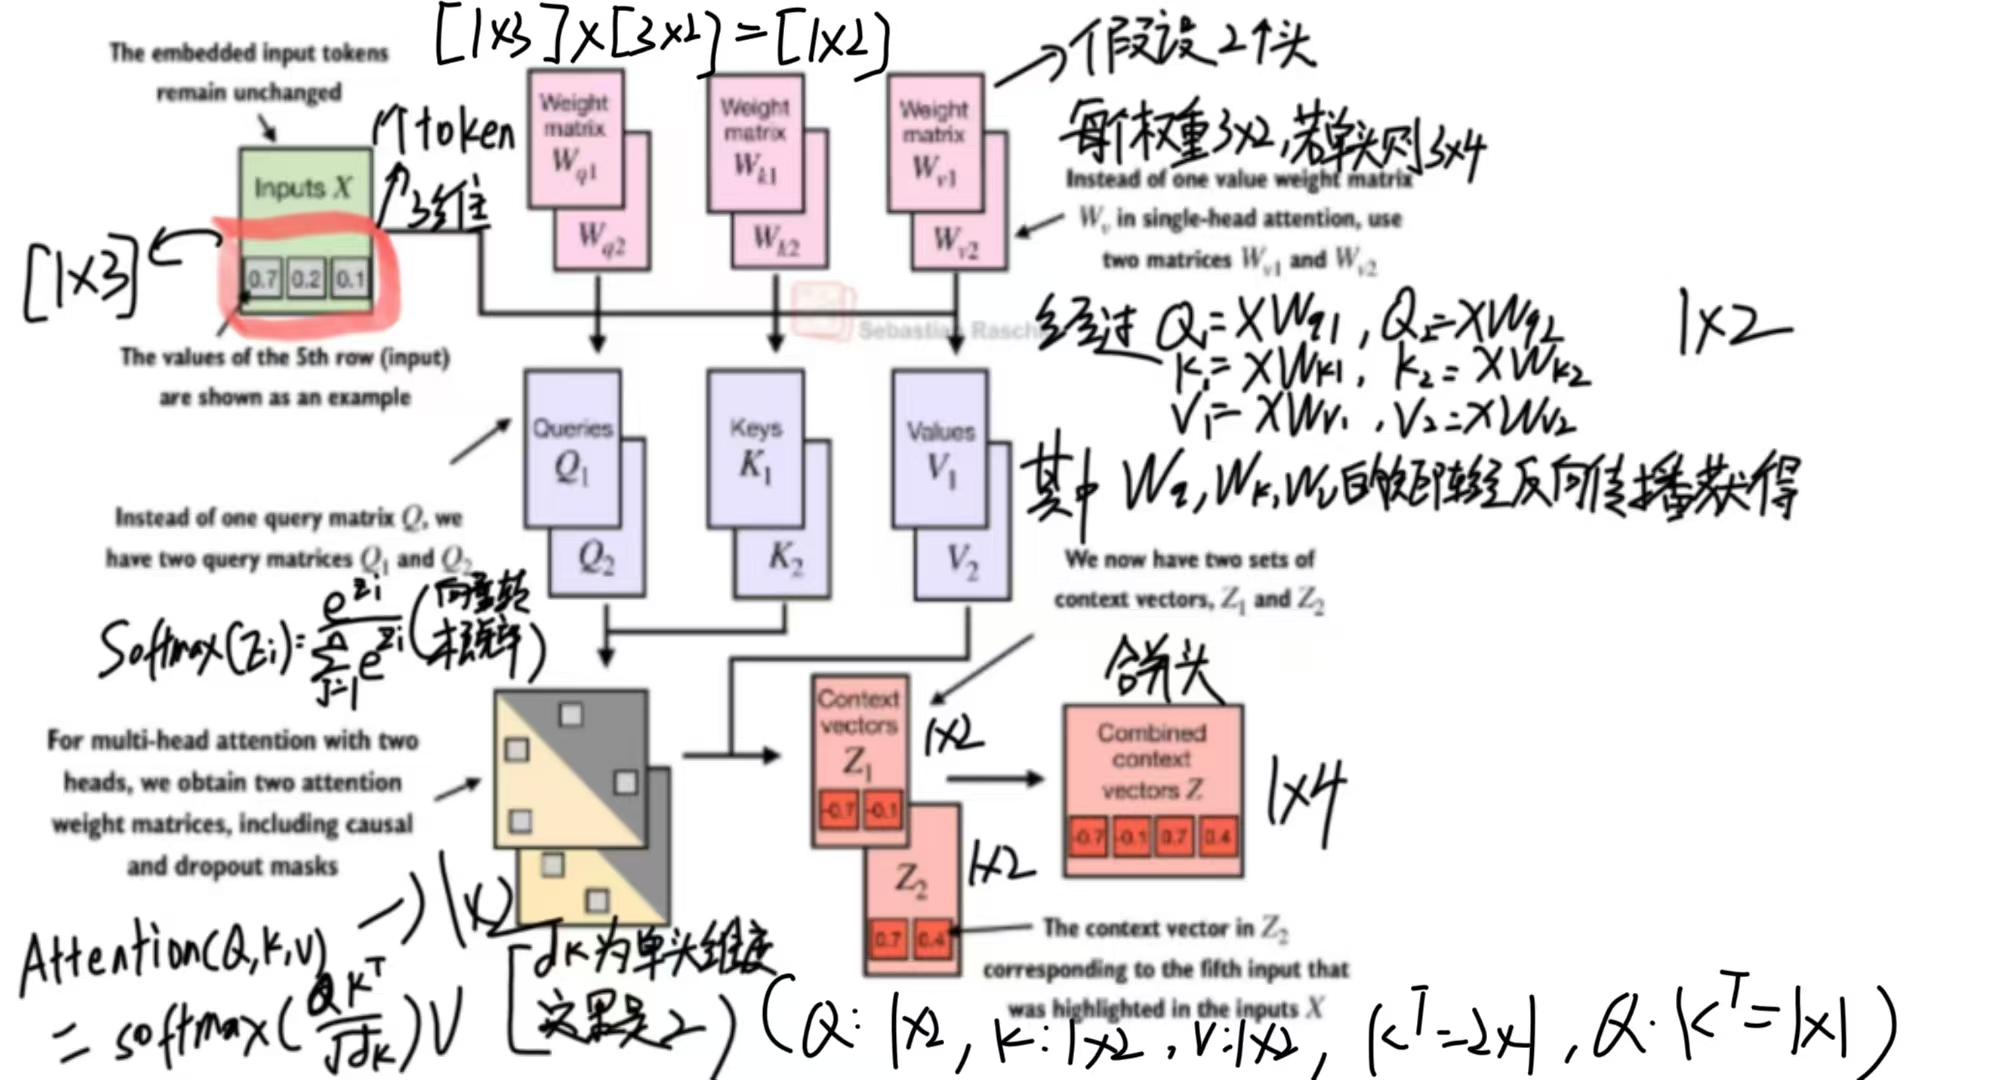 [1x3]x[3x2]=[1x2]
The embedded input tokens
remain unchanged
1个token
3维
Inputs X
0.7 0.2 0.1
[1x3]
The values of the 5th row (input)
are shown as an example
Weight
matrix
Wq1
Wq2
Weight
matrix
Wk1
Wk2
Weight
matrix
Wv1
Wv2
假设2个头
每个权重3x2,若单头则3x4
Instead of one value weight matrix
Wv in single-head attention, use
two matrices Wv1 and Wv2
Sebastian Rasch
经过 Q1=XWq1, Q2=XWq2
K1=XWk1, K2=XWk2
V1=XWv1, V2=XWv2
1x2
其中 Wq,Wk,Wv的矩阵经反向传播获得
Queries
Q1
Q2
Keys
K1
K2
Values
V1
V2
Instead of one query matrix Q, we
have two query matrices Q1 and Q2
Softmax(Zi)=e^Zi/∑j=1^n e^Zi(向量转
概率)
We now have two sets of
context vectors, Z1 and Z2
合并头
For multi-head attention with two
heads, we obtain two attention
weight matrices, including causal
and dropout masks
Context
vectors
Z1
-0.7 -0.1
1x2
Z2
0.7 0.4
1x2
Combined
context
vectors Z
-0.7 -0.1 0.7 0.4
1x4
The context vector in Z2
corresponding to the fifth input that
was highlighted in the inputs X
Attention(Q,K,V) → 1x2
=softmax(QK^T/√dk)V
[dk为单头维度
这里是2)
(Q:1x2, K:1x2, V:1x2, K^T=2x1, Q·K^T=1x1)